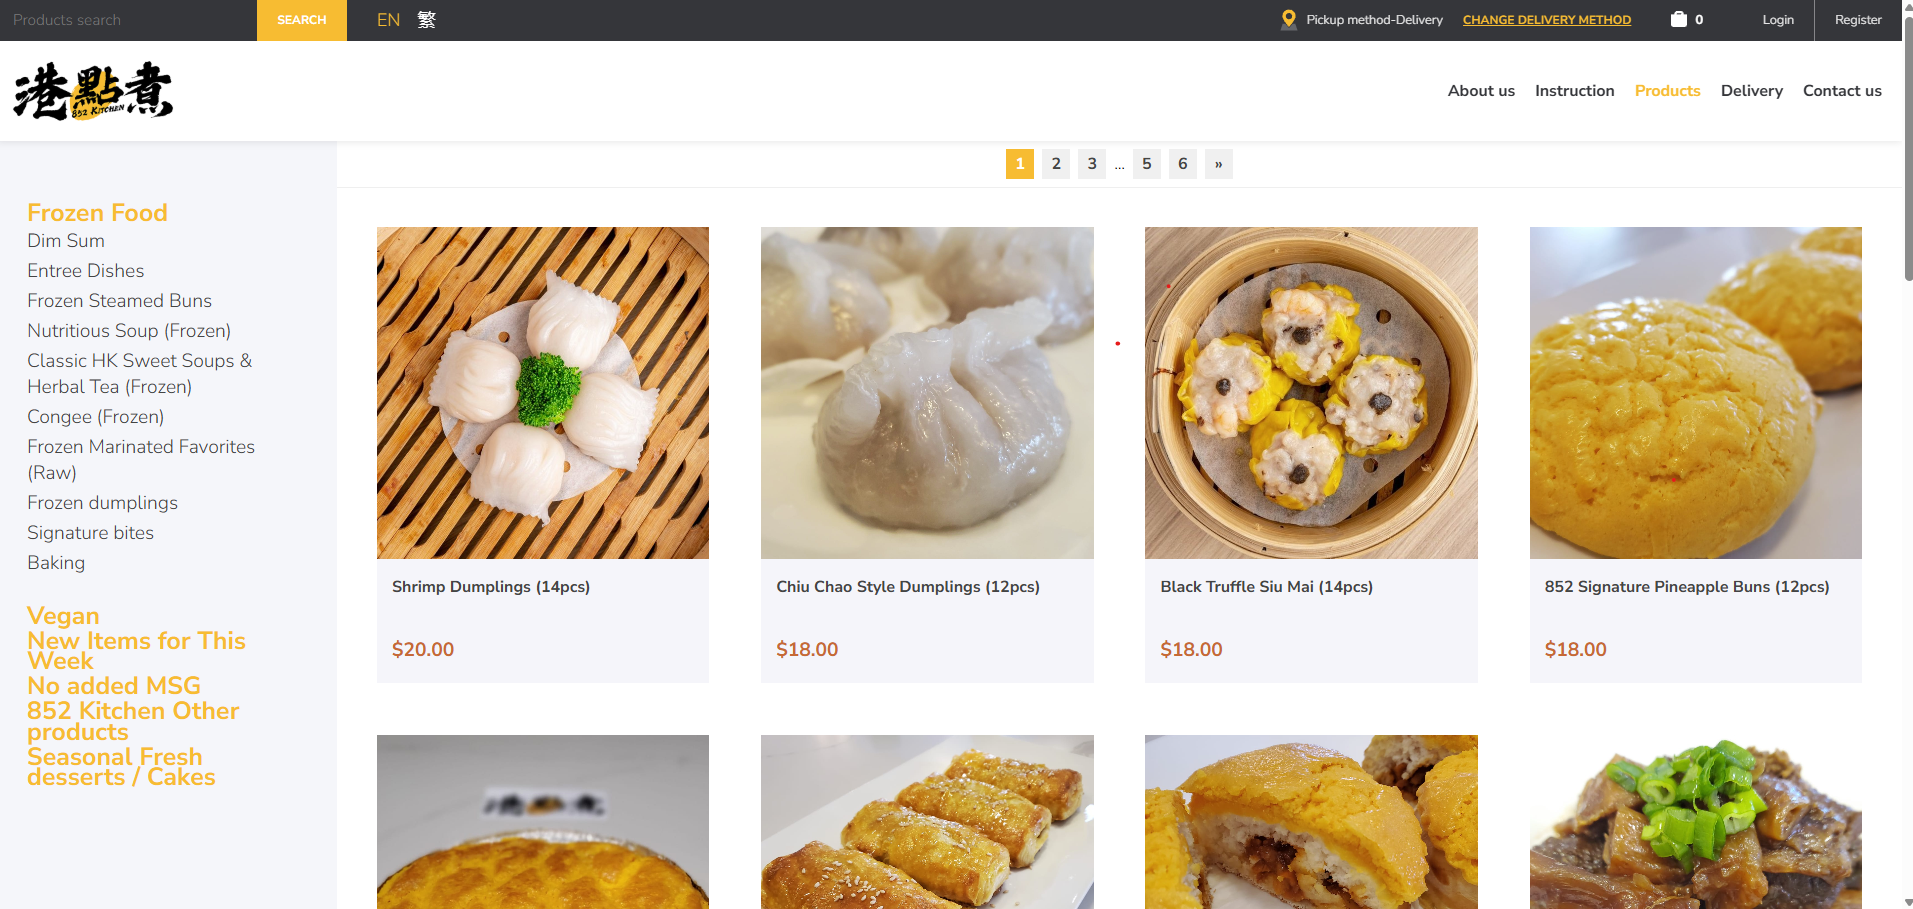 Products search
SEARCH
EN 繁
Pickup method-Delivery
CHANGE DELIVERY METHOD
0
Login
Register
港點煮
852 KITCHEN
About us
Instruction
Products
Delivery
Contact us
1 2 3 ... 5 6 »
Frozen Food
Dim Sum
Entree Dishes
Frozen Steamed Buns
Nutritious Soup (Frozen)
Classic HK Sweet Soups &
Herbal Tea (Frozen)
Congee (Frozen)
Frozen Marinated Favorites
(Raw)
Frozen dumplings
Signature bites
Baking
Vegan
New Items for This
Week
No added MSG
852 Kitchen Other
products
Seasonal Fresh
desserts / Cakes
Shrimp Dumplings (14pcs)
$20.00
Chiu Chao Style Dumplings (12pcs)
$18.00
Black Truffle Siu Mai (14pcs)
$18.00
852 Signature Pineapple Buns (12pcs)
$18.00
港點煮